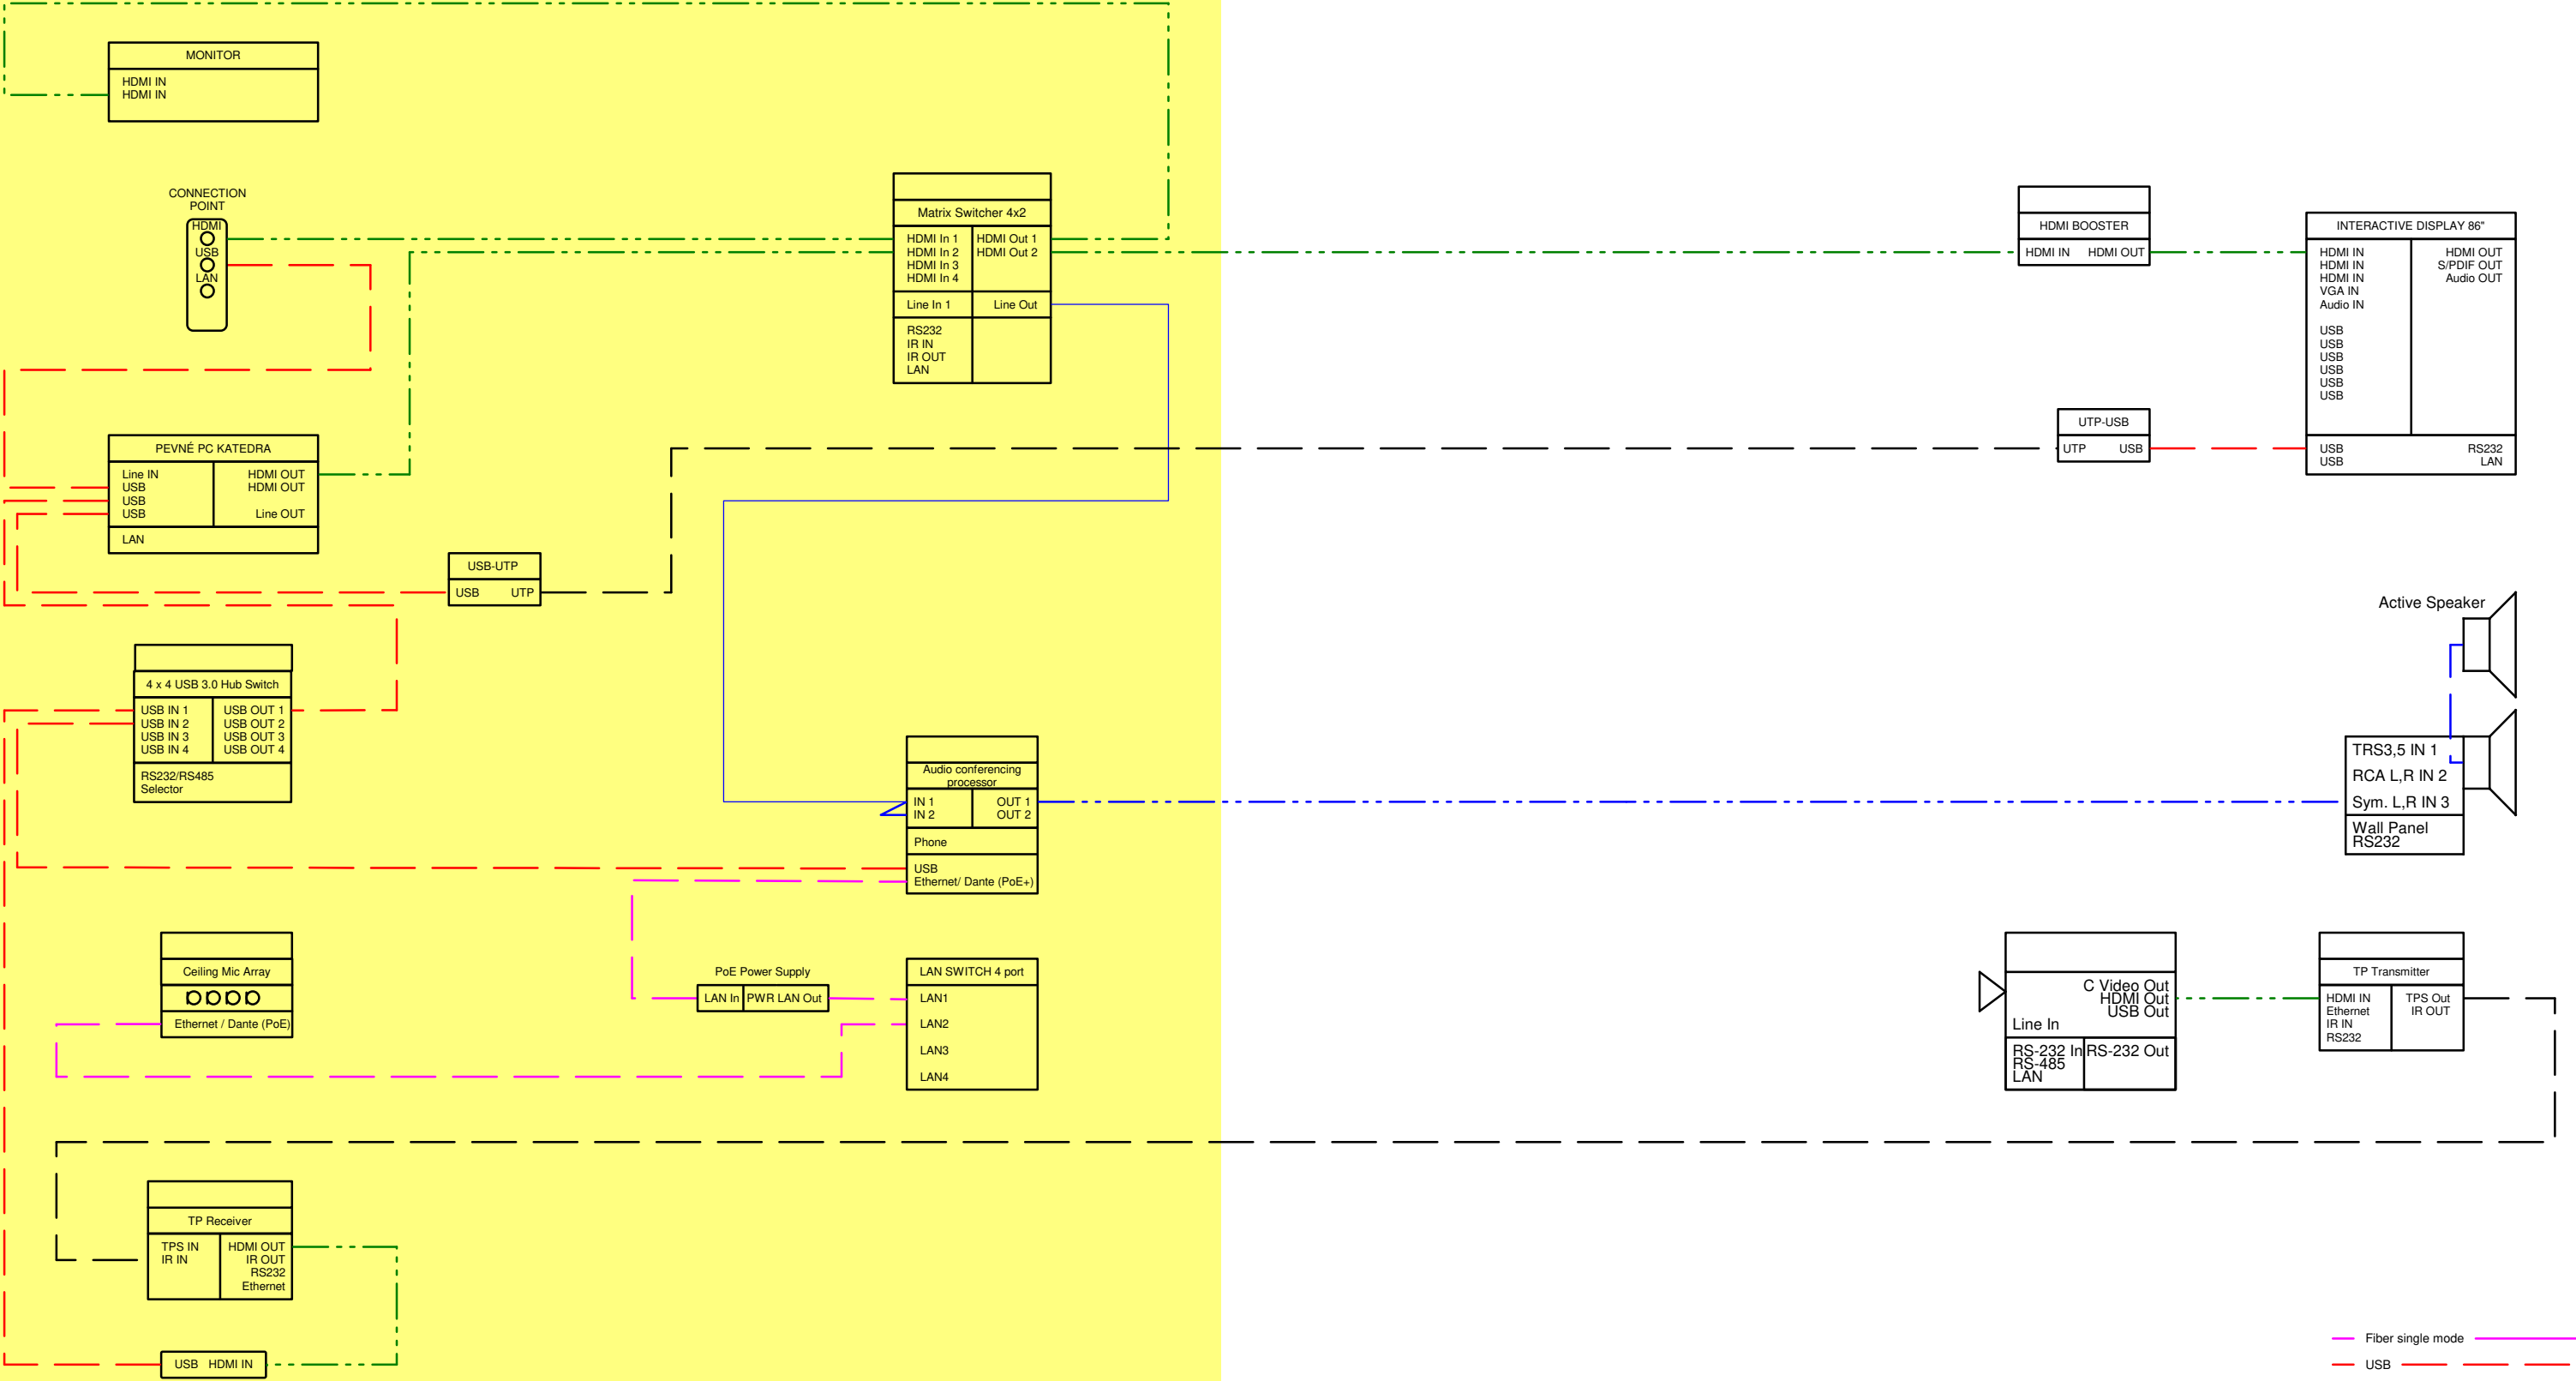 MONITOR
HDMI IN
HDMI IN
CONNECTION
POINT
HDMI
USB
LAN
Matrix Switcher 4x2
HDMI In 1 HDMI Out 1
HDMI In 2 HDMI Out 2
HDMI In 3
HDMI In 4
Line In 1 Line Out
RS232
IR IN
IR OUT
LAN
HDMI BOOSTER
HDMI IN HDMI OUT
INTERACTIVE DISPLAY 86"
HDMI IN HDMI OUT
HDMI IN S/PDIF OUT
HDMI IN Audio OUT
VGA IN
Audio IN
USB
USB
USB
USB
USB
USB
USB RS232
USB LAN
UTP-USB
UTP USB
PEVNÉ PC KATEDRA
Line IN HDMI OUT
USB HDMI OUT
USB
USB Line OUT
LAN
USB-UTP
USB UTP
Active Speaker
4 x 4 USB 3.0 Hub Switch
USB IN 1 USB OUT 1
USB IN 2 USB OUT 2
USB IN 3 USB OUT 3
USB IN 4 USB OUT 4
RS232/RS485
Selector
Audio conferencing
processor
IN 1 OUT 1
IN 2 OUT 2
Phone
USB
Ethernet/ Dante (PoE+)
TRS3,5 IN 1
RCA L,R IN 2
Sym. L,R IN 3
Wall Panel
RS232
Ceiling Mic Array
Ethernet / Dante (PoE)
PoE Power Supply
LAN In PWR LAN Out
LAN SWITCH 4 port
LAN1
LAN2
LAN3
LAN4
C Video Out
HDMI Out
USB Out
Line In
RS-232 In RS-232 Out
RS-485
LAN
TP Transmitter
HDMI IN TPS Out
Ethernet IR OUT
IR IN
RS232
TP Receiver
TPS IN HDMI OUT
IR IN IR OUT
RS232
Ethernet
USB HDMI IN
Fiber single mode
USB